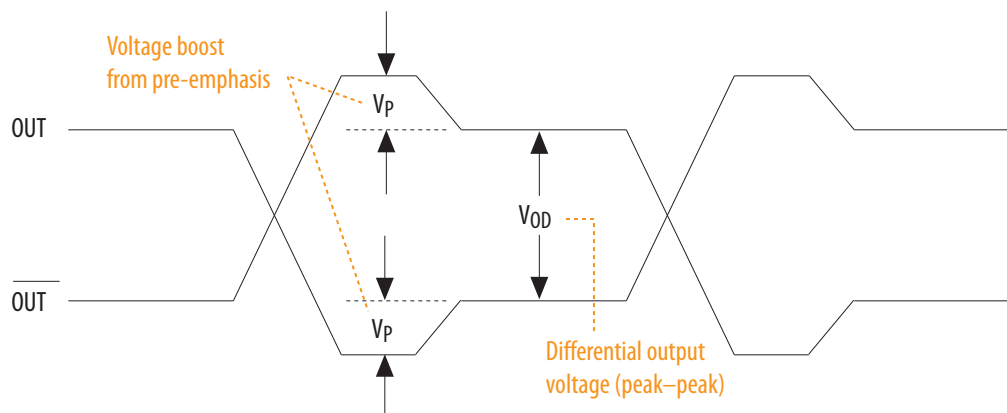 Voltage boost
from pre-emphasis
VP
OUT
VOD
OUT
VP
Differential output
voltage (peak–peak)